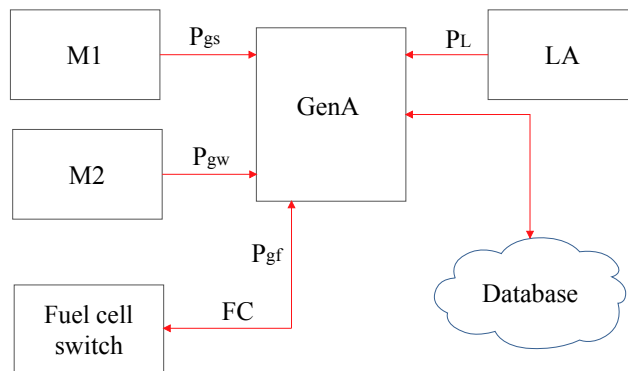 M1
Pgs
GenA
PL
LA
M2
Pgw
Pgf
Fuel cell
switch
FC
Database